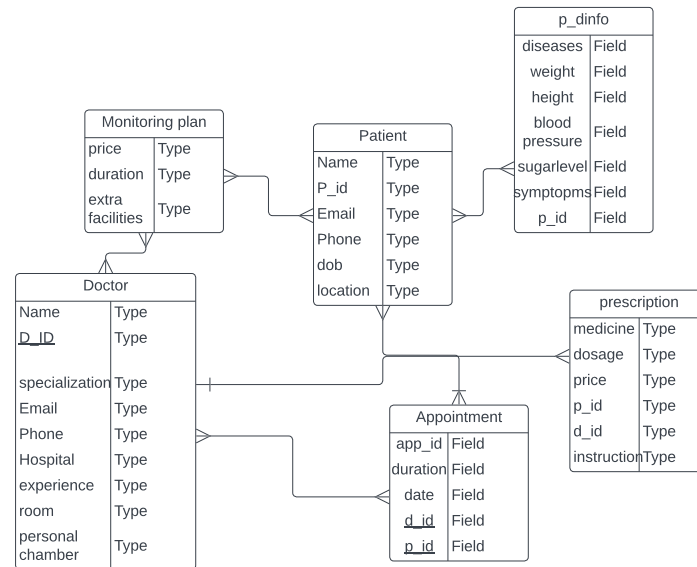 p_dinfo
diseases Field
weight Field
height Field
blood
pressure Field
sugarlevel Field
symptopms Field
p_id Field
Monitoring plan
price Type
duration Type
extra
facilities Type
Patient
Name Type
P_id Type
Email Type
Phone Type
dob Type
location Type
Doctor
Name Type
D_ID Type
specialization Type
Email Type
Phone Type
Hospital Type
experience Type
room Type
personal
chamber Type
prescription
medicine Type
dosage Type
price Type
p_id Type
d_id Type
instruction Type
Appointment
app_id Field
duration Field
date Field
d_id Field
p_id Field